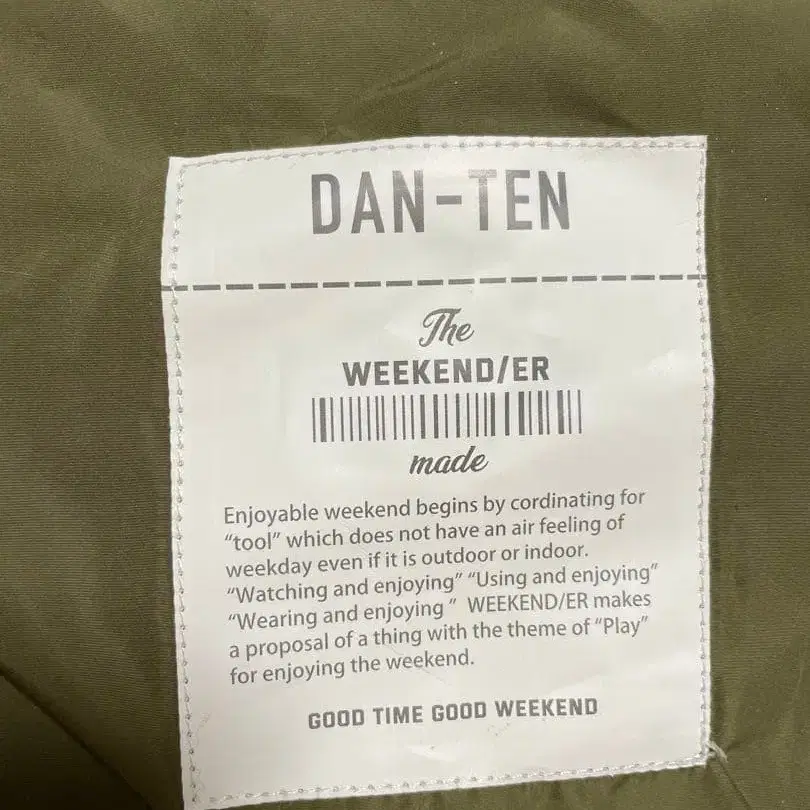 DAN-TEN
The
WEEKEND/ER
made
Enjoyable weekend begins by cordinating for
“tool” which does not have an air feeling of
weekday even if it is outdoor or indoor.
“Watching and enjoying” “Using and enjoying”
“Wearing and enjoying ” WEEKEND/ER makes
a proposal of a thing with the theme of “Play”
for enjoying the weekend.
GOOD TIME GOOD WEEKEND